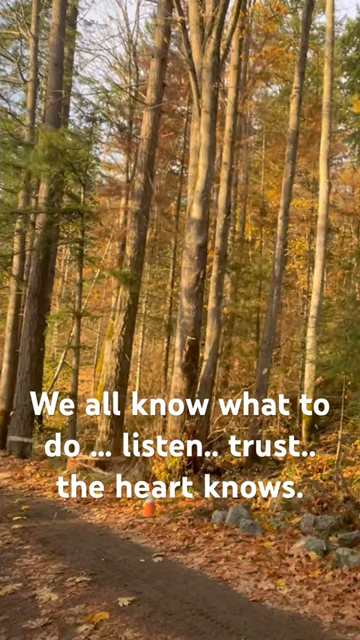 We all know what to
do ... listen.. trust..
the heart knows.